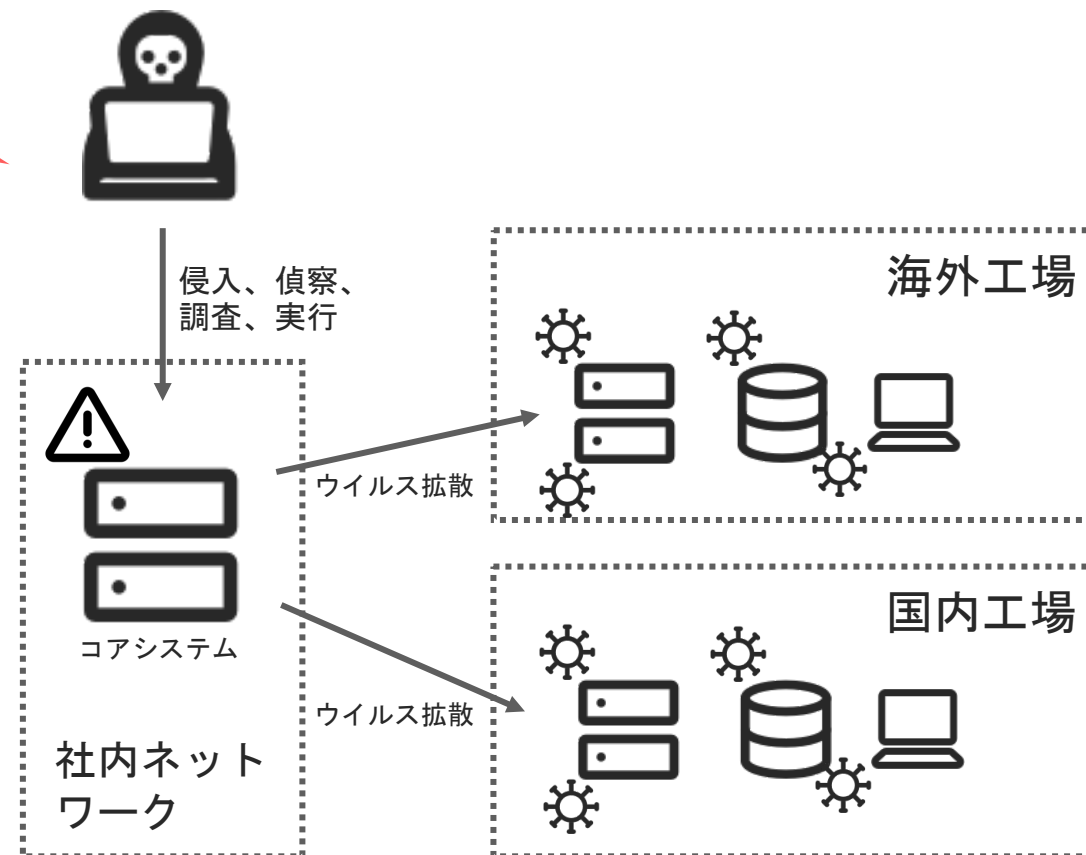 侵入、偵察、
調査、実行
海外工場
ウイルス拡散
国内工場
コアシステム
ウイルス拡散
社内ネット
ワーク